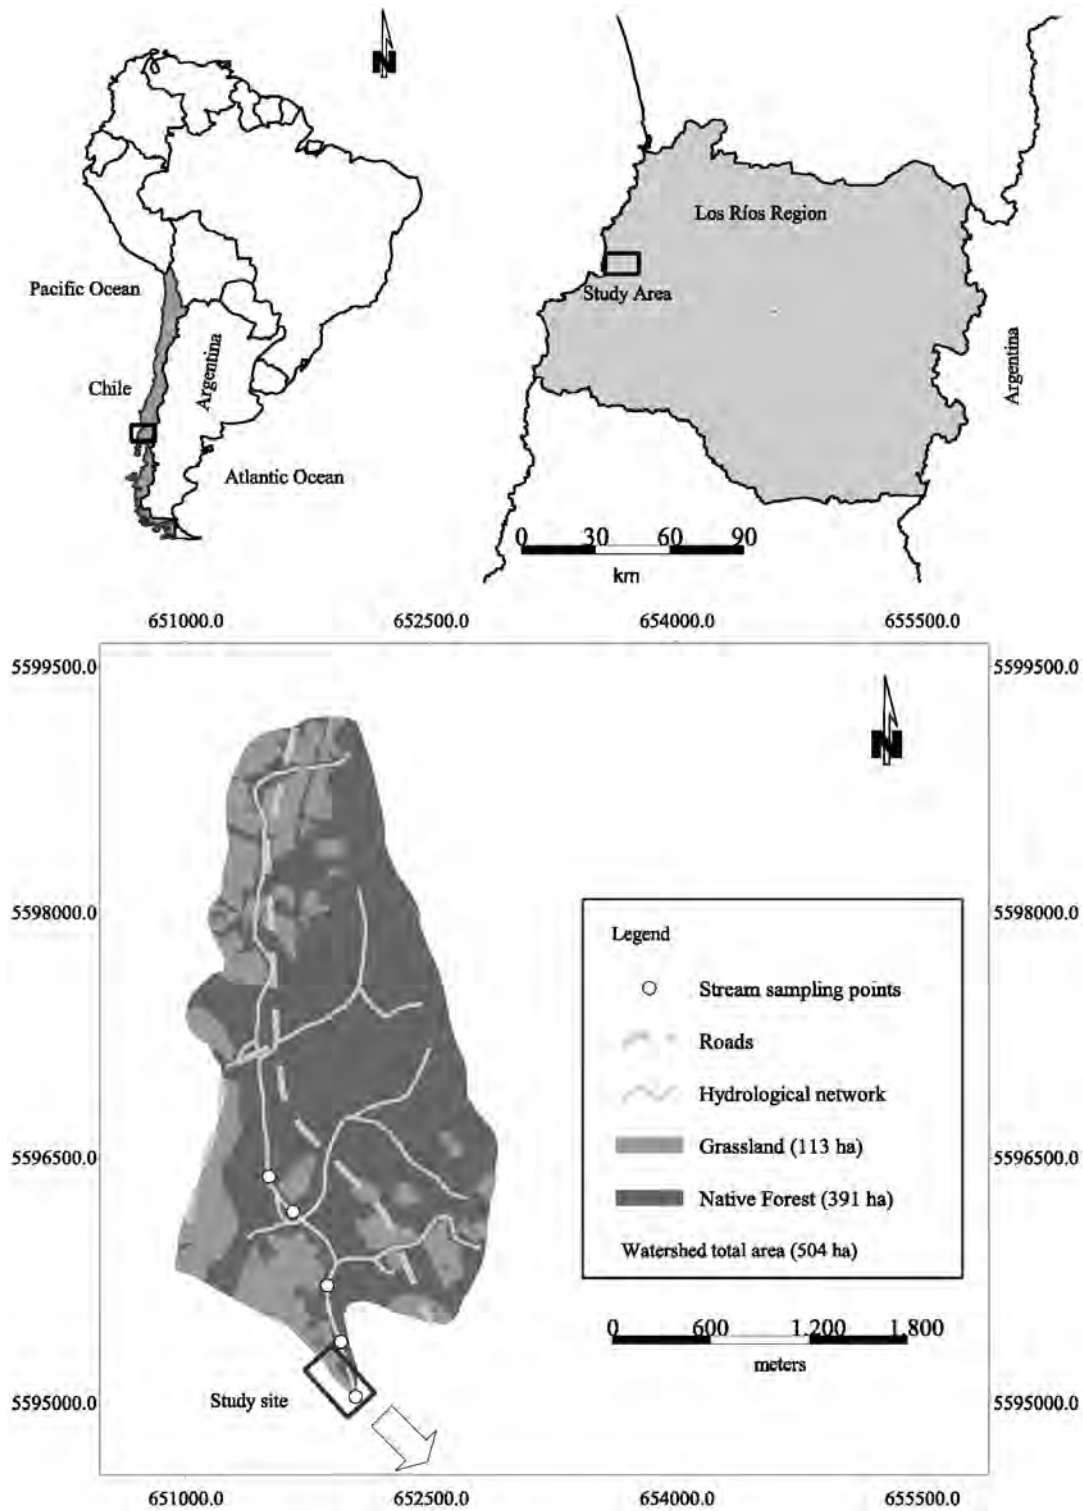 N
Pacific Ocean
Chile
Argentina
Atlantic Ocean
Los Ríos Region
Study Area
Argentina
0 30 60 90
km
651000.0 652500.0 654000.0 655500.0
5599500.0 5599500.0
N
5598000.0 5598000.0
Legend
Stream sampling points
Roads
Hydrological network
Grassland (113 ha)
5596500.0 5596500.0
Native Forest (391 ha)
Watershed total area (504 ha)
0 600 1.200 1.800
meters
Study site
5595000.0 5595000.0
651000.0 652500.0 654000.0 655500.0